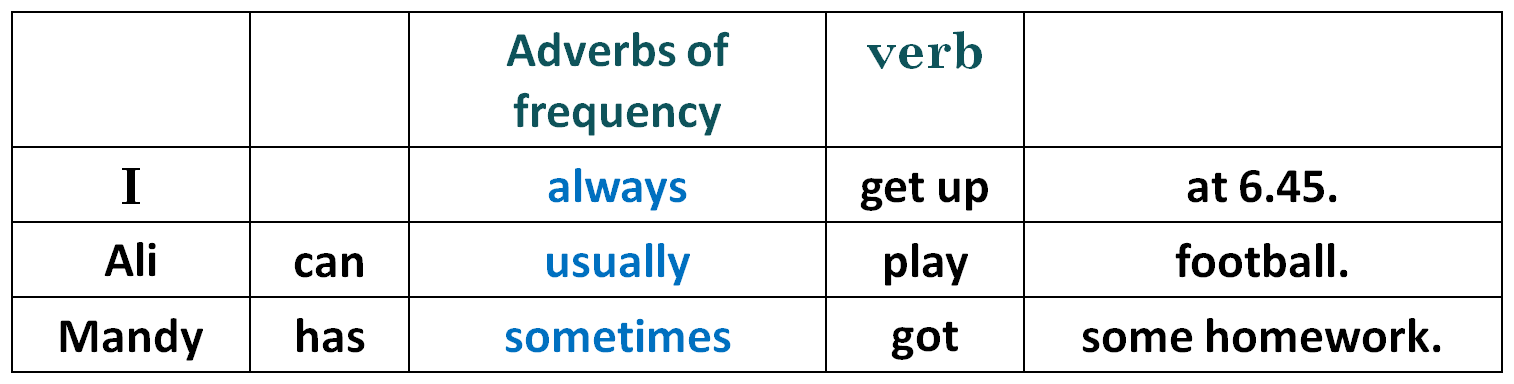 Adverbs of verb
frequency
I always get up at 6.45.
Ali can usually play football.
Mandy has sometimes got some homework.